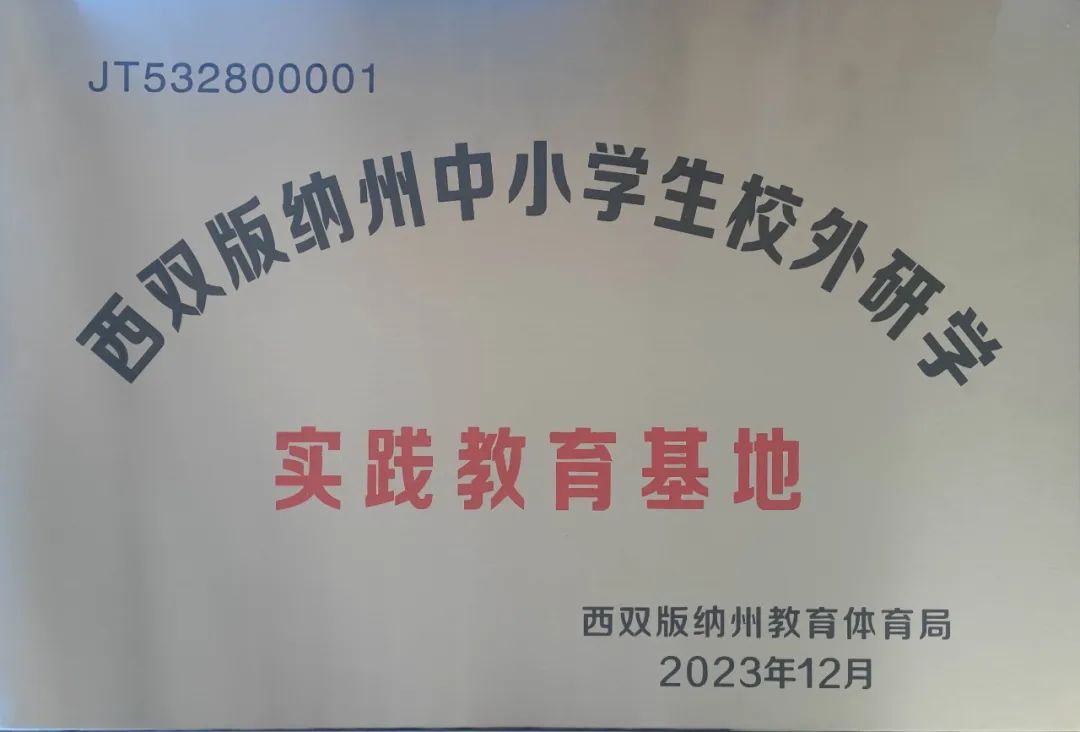 JT532800001
西双版纳州中小学生校外研学
实践教育基地
西双版纳州教育体育局
2023年12月